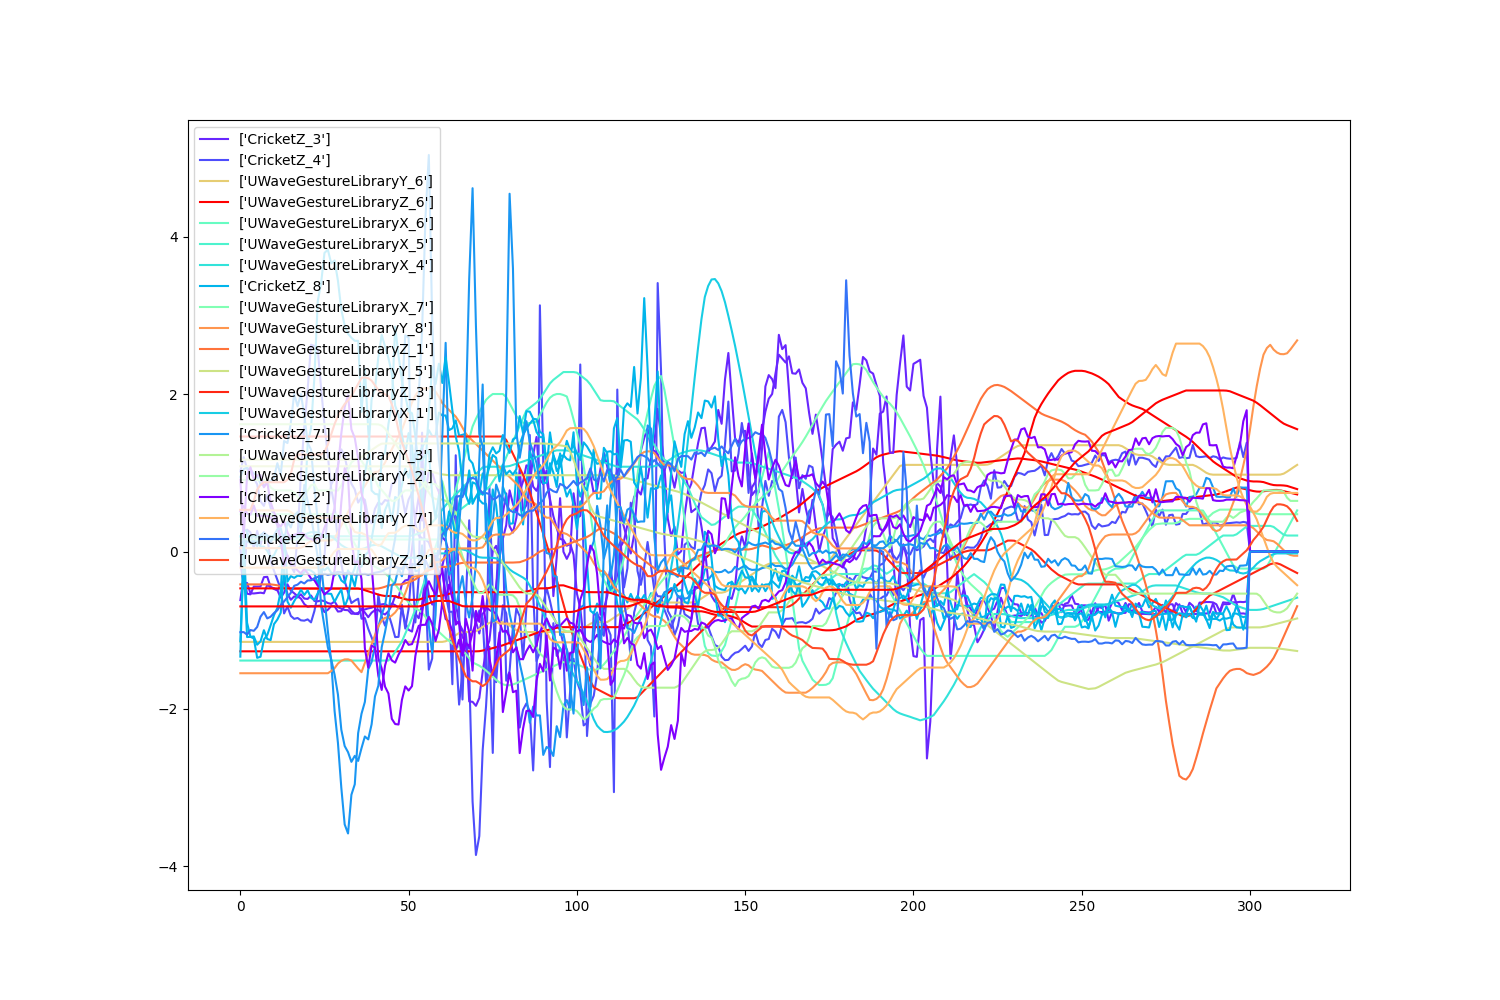 ['CricketZ_3']
['CricketZ_4']
['UWaveGestureLibraryY_6']
['UWaveGestureLibraryZ_6']
['UWaveGestureLibraryX_6']
['UWaveGestureLibraryX_5']
['UWaveGestureLibraryX_4']
['CricketZ_8']
['UWaveGestureLibraryX_7']
['UWaveGestureLibraryY_8']
['UWaveGestureLibraryZ_1']
['UWaveGestureLibraryY_5']
['UWaveGestureLibraryZ_3']
['UWaveGestureLibraryX_1']
['CricketZ_7']
['UWaveGestureLibraryY_3']
['UWaveGestureLibraryY_2']
['CricketZ_2']
['UWaveGestureLibraryY_7']
['CricketZ_6']
['UWaveGestureLibraryZ_2']
4
2
0
−2
−4
0 50 100 150 200 250 300